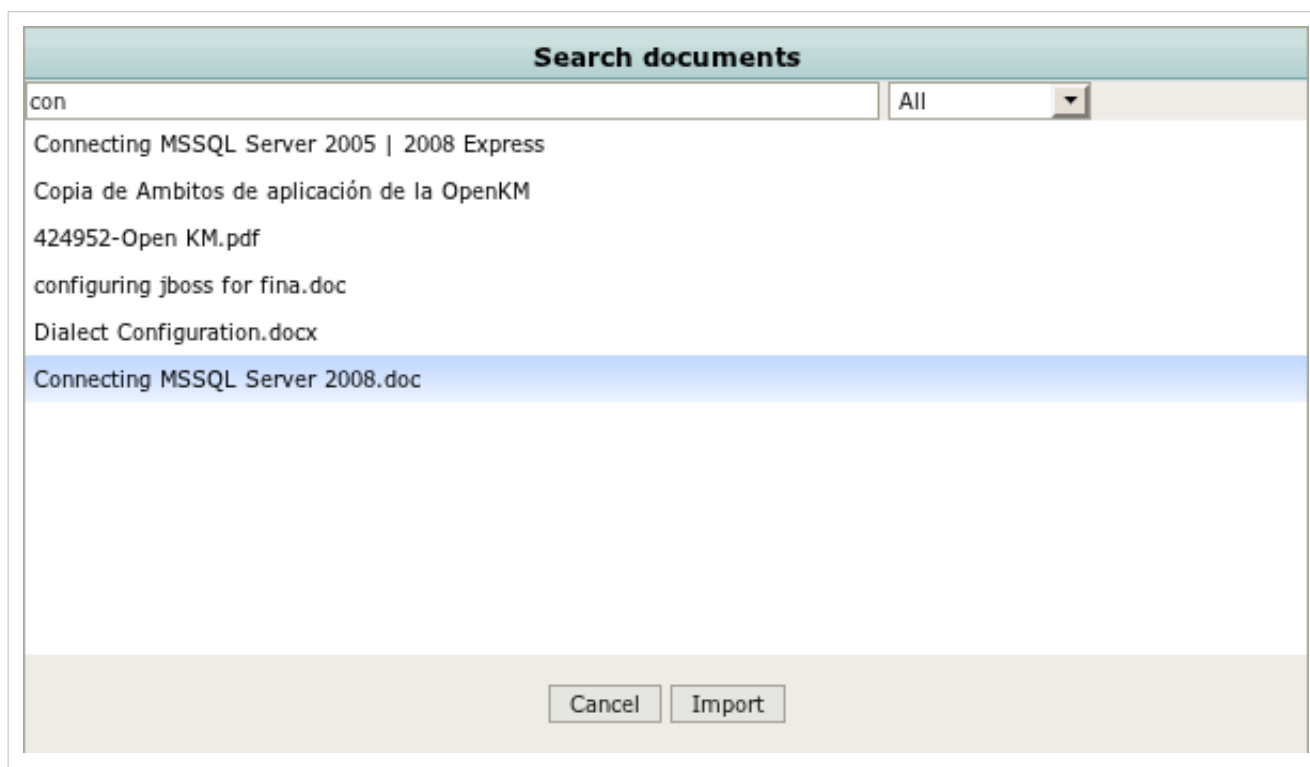 Search documents
con All
Connecting MSSQL Server 2005 | 2008 Express
Copia de Ambitos de aplicación de la OpenKM
424952-Open KM.pdf
configuring jboss for fina.doc
Dialect Configuration.docx
Connecting MSSQL Server 2008.doc
Cancel Import